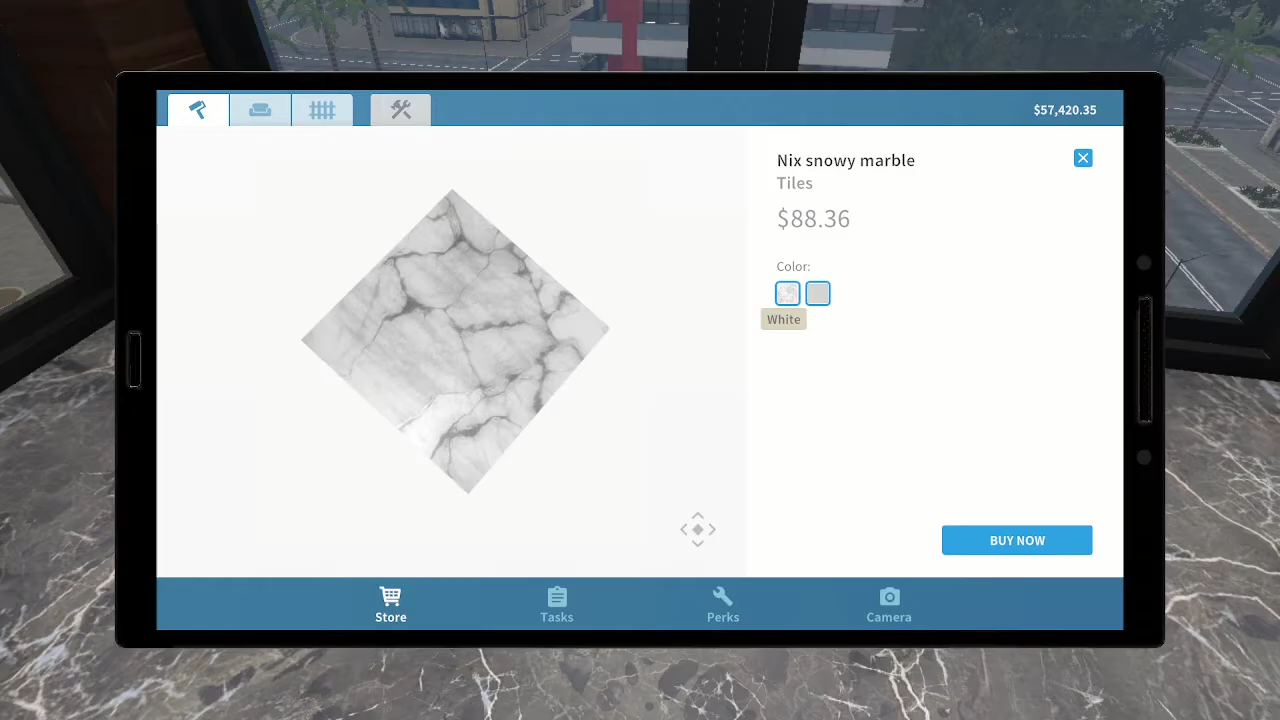 $57,420.35
Nix snowy marble
Tiles
$88.36
Color:
White
BUY NOW
Store
Tasks
Perks
Camera